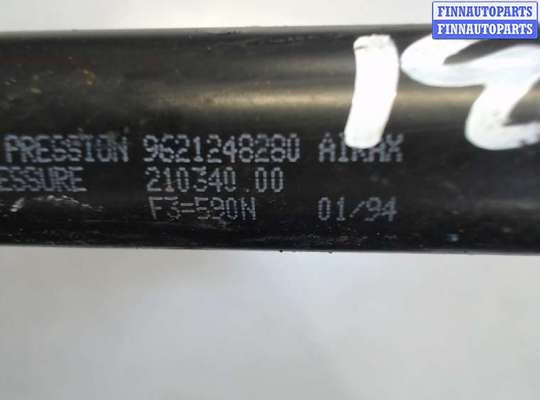 FINNAUTOPARTS
FINNAUTOPARTS
PRESSION 9621248280 AIRAX
ESSURE 210340.00
F3=590N 01/94